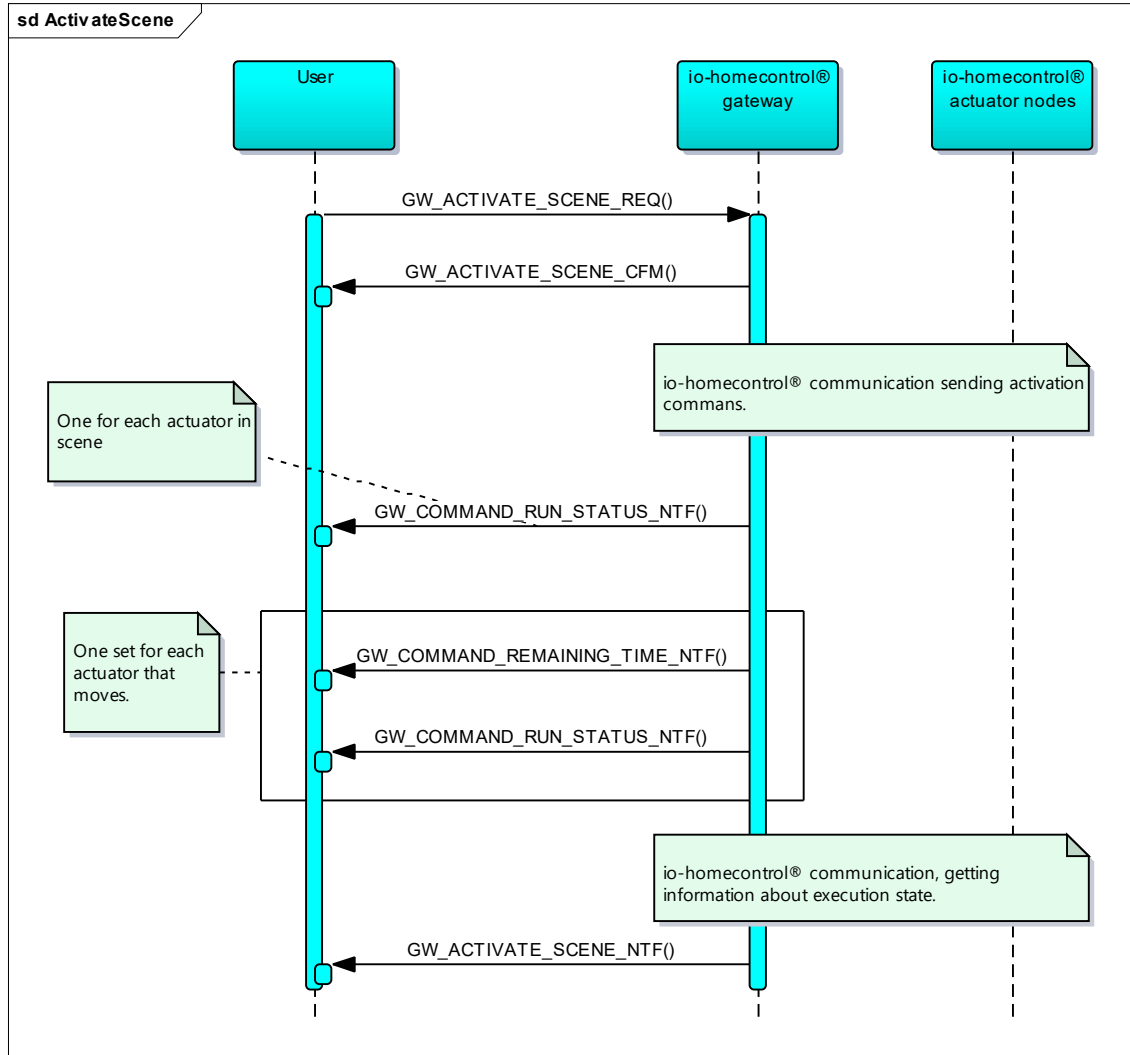 sd ActivateScene
User
io-homecontrol®
gateway
io-homecontrol®
actuator nodes
GW_ACTIVATE_SCENE_REQ()
GW_ACTIVATE_SCENE_CFM()
io-homecontrol® communication sending activation
commans.
One for each actuator in
scene
GW_COMMAND_RUN_STATUS_NTF()
One set for each
actuator that
moves.
GW_COMMAND_REMAINING_TIME_NTF()
GW_COMMAND_RUN_STATUS_NTF()
io-homecontrol® communication, getting
information about execution state.
GW_ACTIVATE_SCENE_NTF()